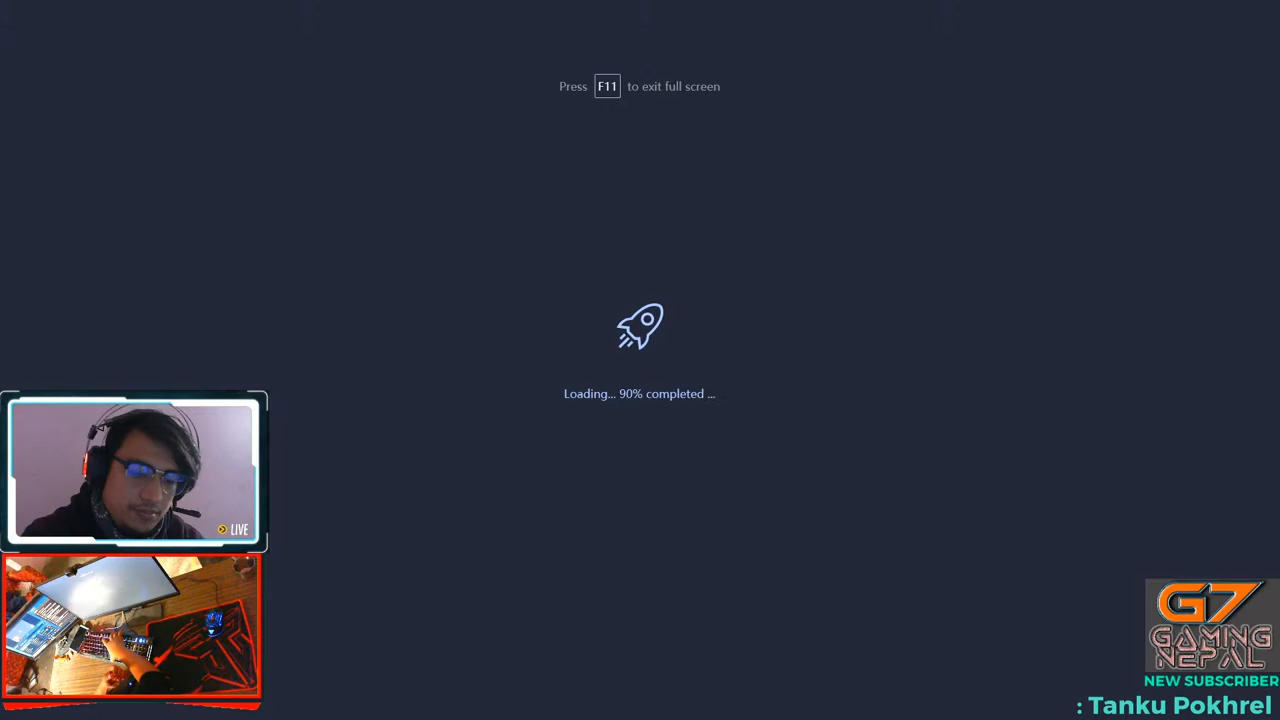 Press F11 to exit full screen
Loading... 90% completed ...
LIVE
G7
GAMING
NEPAL
NEW SUBSCRIBER
: Tanku Pokhrel